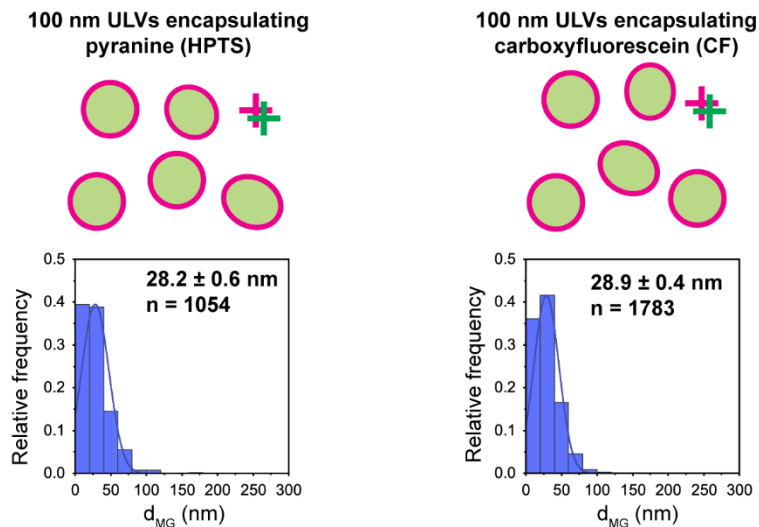 100 nm ULVs encapsulating
pyranine (HPTS)
0.5
0.4
0.3
0.2
0.1
0.0
Relative frequency
28.2 ± 0.6 nm
n = 1054
0 50 100 150 200 250 300
dMG (nm)
100 nm ULVs encapsulating
carboxyfluorescein (CF)
0.5
0.4
0.3
0.2
0.1
0.0
Relative frequency
28.9 ± 0.4 nm
n = 1783
0 50 100 150 200 250 300
dMG (nm)